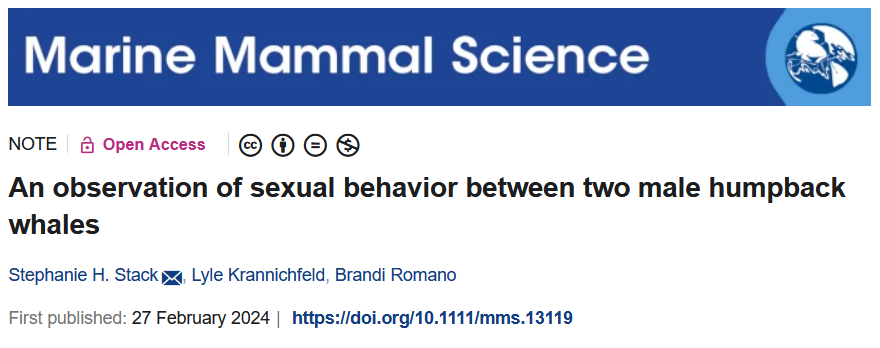 Marine Mammal Science
NOTE Open Access cc =  $
An observation of sexual behavior between two male humpback
whales
Stephanie H. Stack, Lyle Krannichfeld, Brandi Romano
First published: 27 February 2024 | https://doi.org/10.1111/mms.13119